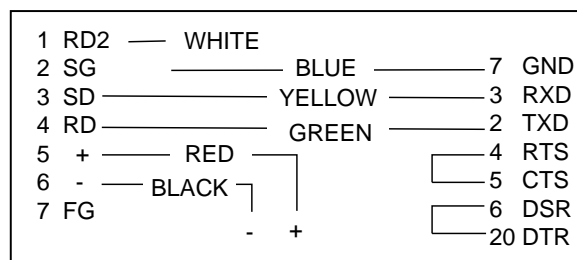 1 RD2 WHITE
2 SG BLUE 7 GND
3 SD YELLOW 3 RXD
4 RD GREEN 2 TXD
5 + RED 4 RTS
6 - BLACK 5 CTS
7 FG 6 DSR
- + 20 DTR